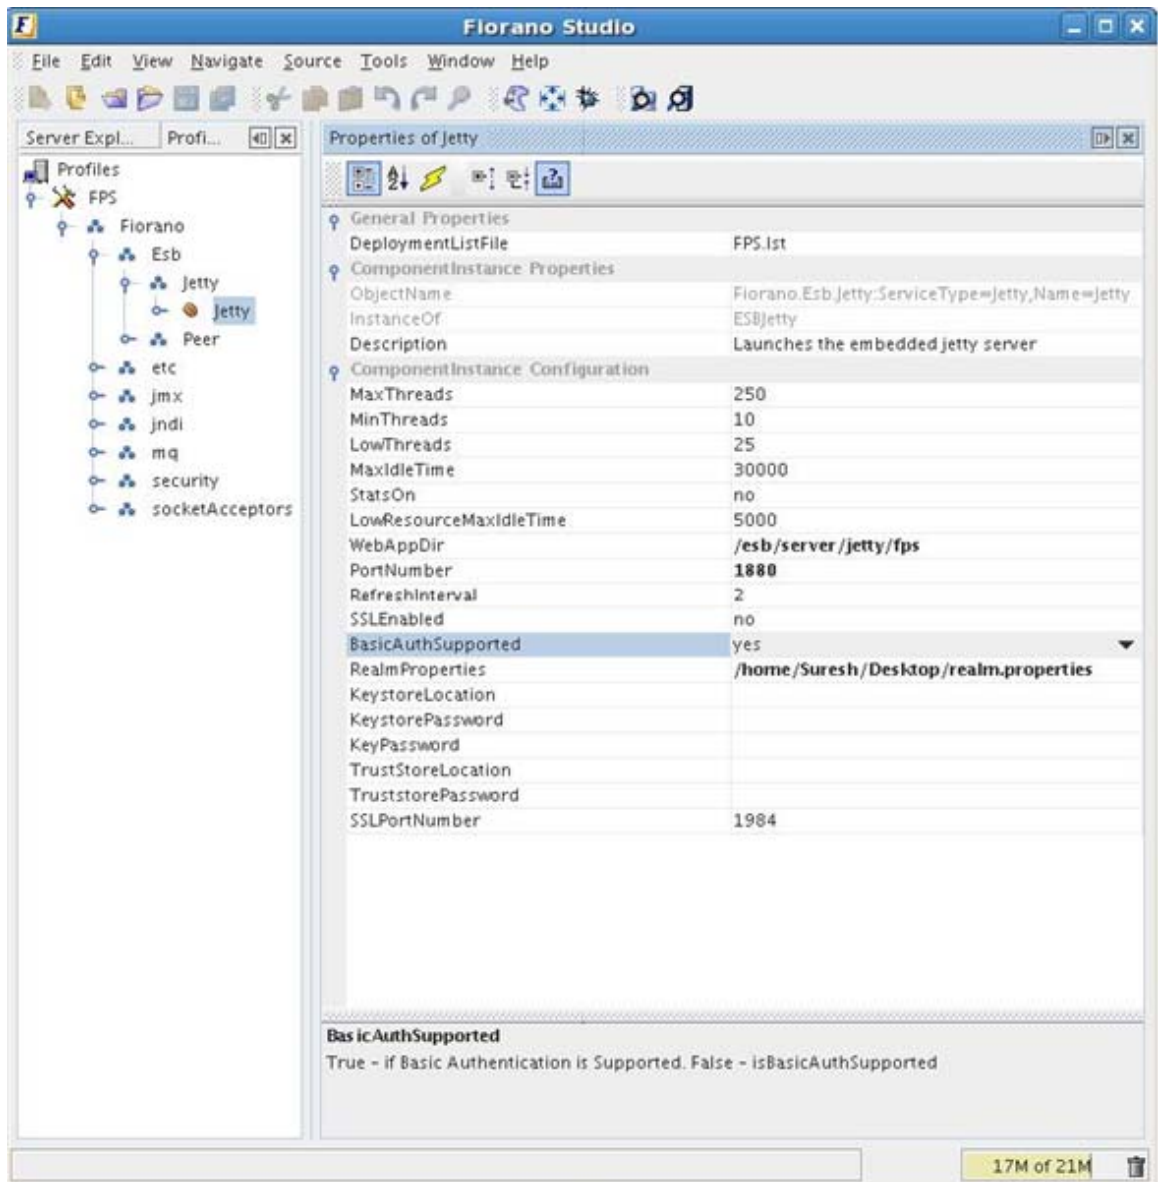 Fiorano Studio
File Edit View Navigate Source Tools Window Help
Server Expl... Profi...
Profiles
FPS
Fiorano
Esb
Jetty
Jetty
Peer
etc
jmx
jndi
mq
security
socketAcceptors
Properties of Jetty
General Properties
DeploymentListFile FPS.lst
ComponentInstance Properties
ObjectName Fiorano.Esb.Jetty:ServiceType=Jetty,Name=Jetty
InstanceOf ESBJetty
Description Launches the embedded jetty server
ComponentInstance Configuration
MaxThreads 250
MinThreads 10
LowThreads 25
MaxIdleTime 30000
StatsOn no
LowResourceMaxIdleTime 5000
WebAppDir /esb/server/jetty/fps
PortNumber 1880
RefreshInterval 2
SSLEnabled no
BasicAuthSupported yes
RealmProperties /home/Suresh/Desktop/realm.properties
KeystoreLocation
KeystorePassword
KeyPassword
TrustStoreLocation
TruststorePassword
SSLPortNumber 1984
BasicAuthSupported
True - if Basic Authentication is Supported. False - isBasicAuthSupported
17M of 21M